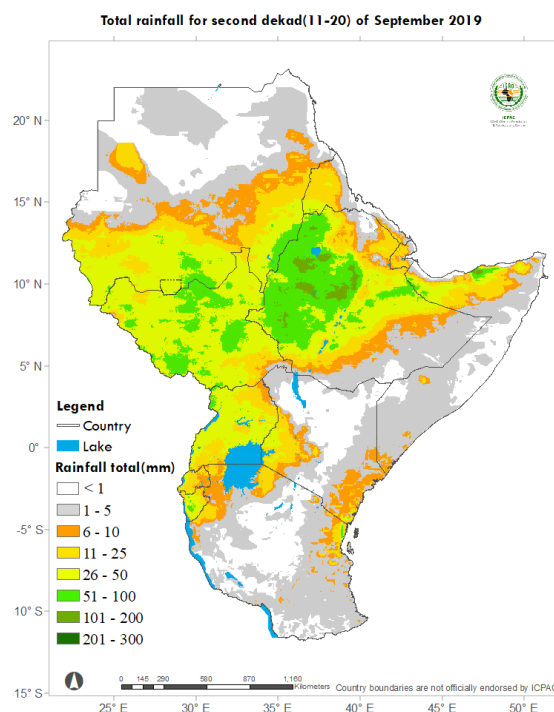 Total rainfall for second dekad(11-20) of September 2019
ICPAC
20° N
15° N
10° N
5° N
0°
-5° S
10° S
15° S
Legend
Country
Lake
Rainfall total(mm)
< 1
1 - 5
6 - 10
11 - 25
26 - 50
51 - 100
101 - 200
201 - 300
0 145 290 580 870 1,160
Kilometers
Country boundaries are not officially endorsed by ICPAC
25° E 30° E 35° E 40° E 45° E 50° E